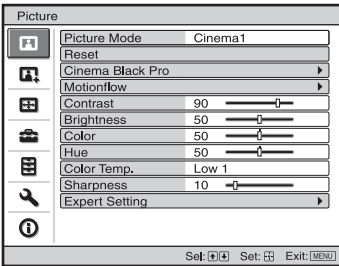 Picture
Picture Mode Cinema1
Reset
Cinema Black Pro
Motionflow
Contrast 90
Brightness 50
Color 50
Hue 50
Color Temp. Low 1
Sharpness 10
Expert Setting
Sel: Set: Exit: MENU